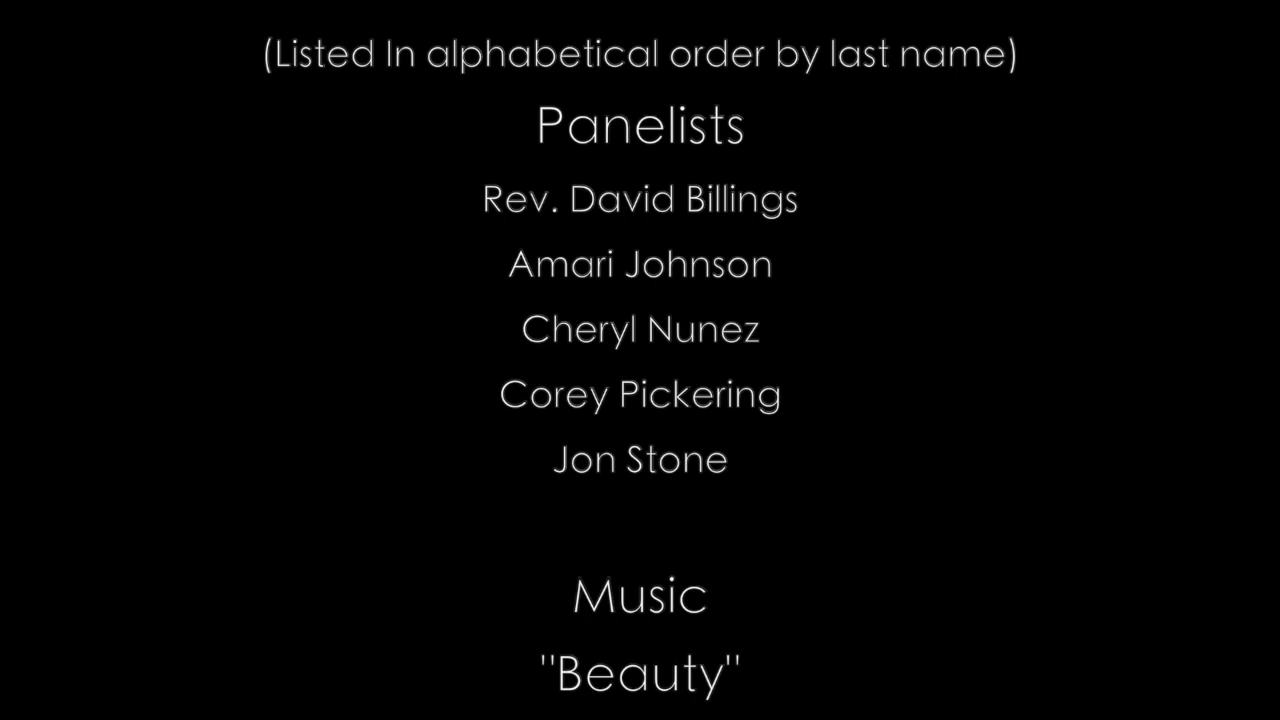 (Listed In alphabetical order by last name)
Panelists
Rev. David Billings
Amari Johnson
Cheryl Nunez
Corey Pickering
Jon Stone
Music
"Beauty"